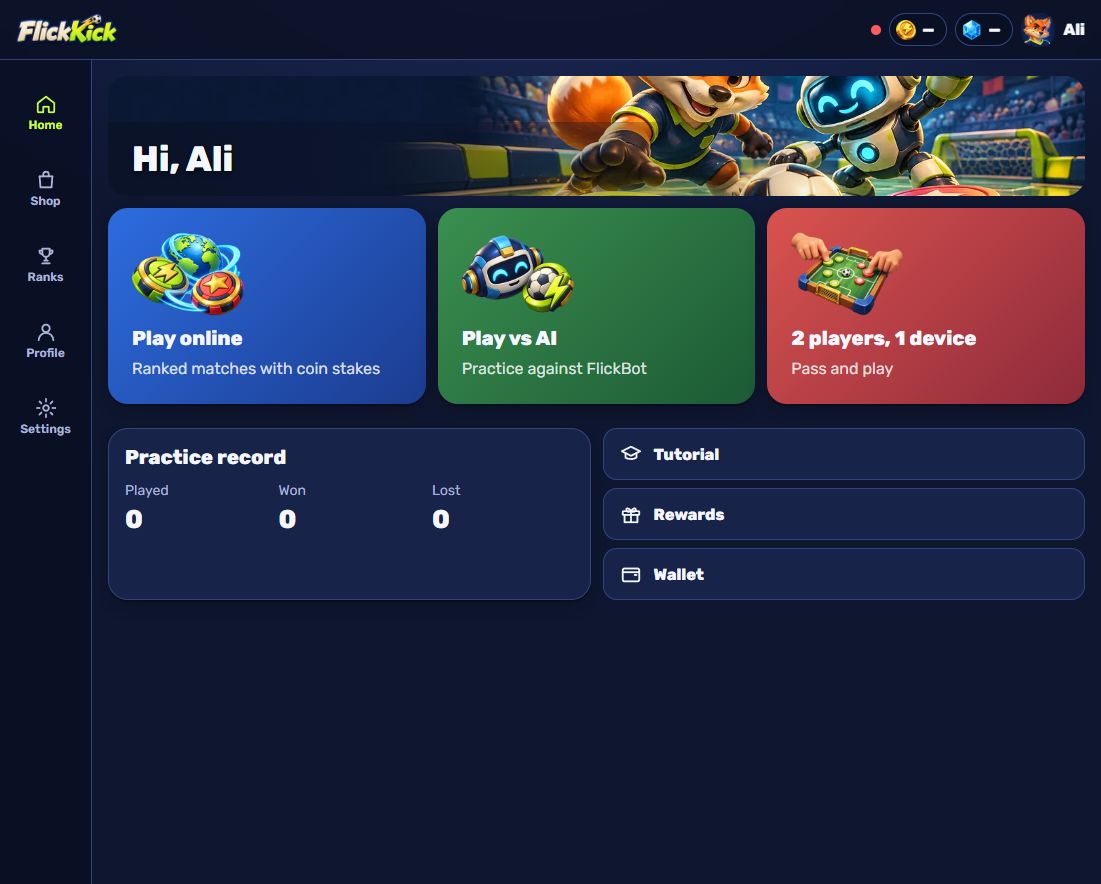 FlickKick
–
–
Ali
Home
Shop
Ranks
Profile
Settings
Hi, Ali
Play online
Ranked matches with coin stakes
Play vs AI
Practice against FlickBot
2 players, 1 device
Pass and play
Practice record
Played
Won
Lost
0
0
0
Tutorial
Rewards
Wallet